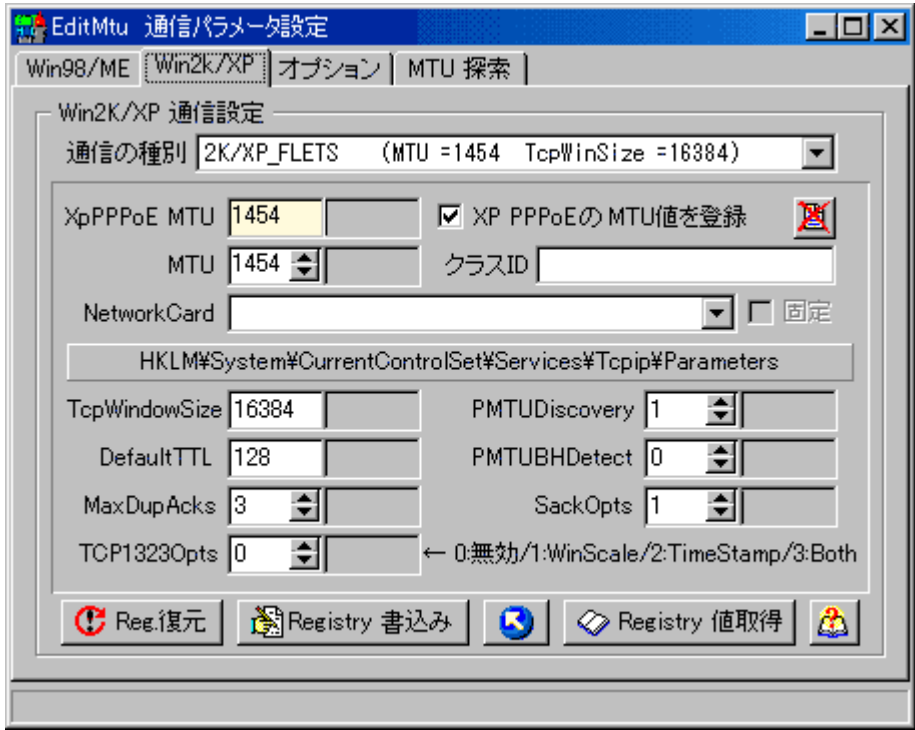 EditMtu 通信パラメータ設定
Win98/ME Win2k/XP オプション MTU 探索
Win2K/XP 通信設定
通信の種別 2K/XP_FLETS (MTU =1454 TcpWinSize =16384)
XpPPPoE MTU 1454 XP PPPoEの MTU値を登録
MTU 1454 クラスID
NetworkCard 固定
HKLM¥System¥CurrentControlSet¥Services¥Tcpip¥Parameters
TcpWindowSize 16384 PMTUDiscovery 1
DefaultTTL 128 PMTUBHDetect 0
MaxDupAcks 3 SackOpts 1
TCP1323Opts 0 ← 0:無効/1:WinScale/2:TimeStamp/3:Both
Reg.復元 Registry 書込み Registry 値取得